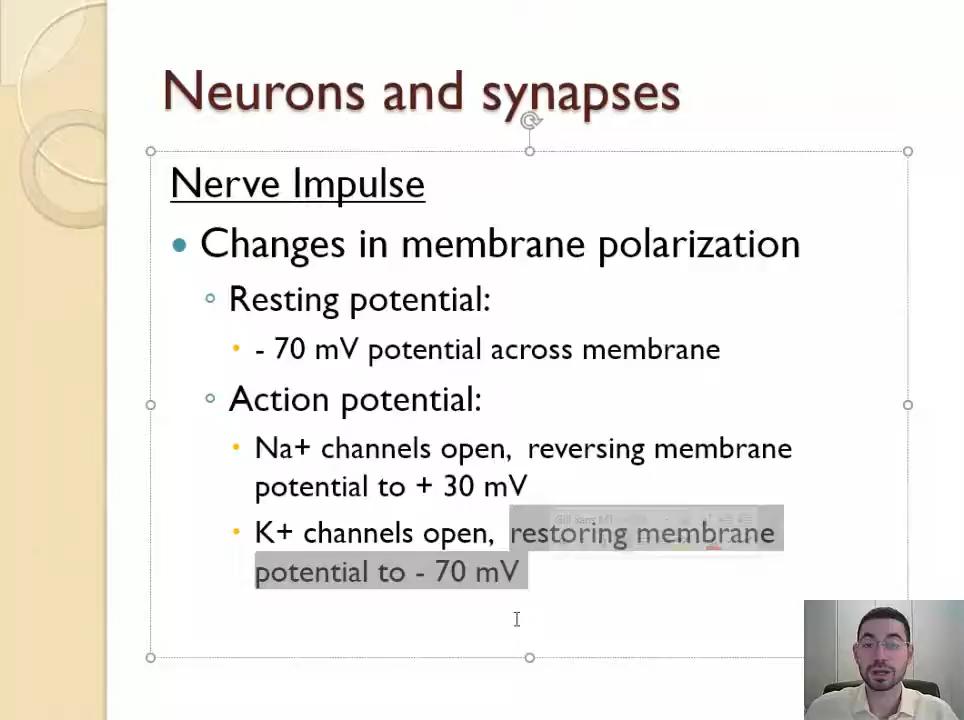 Neurons and synapses
Nerve Impulse
• Changes in membrane polarization
◦ Resting potential:
• - 70 mV potential across membrane
◦ Action potential:
• Na+ channels open, reversing membrane
potential to + 30 mV
• K+ channels open, restoring membrane
potential to - 70 mV